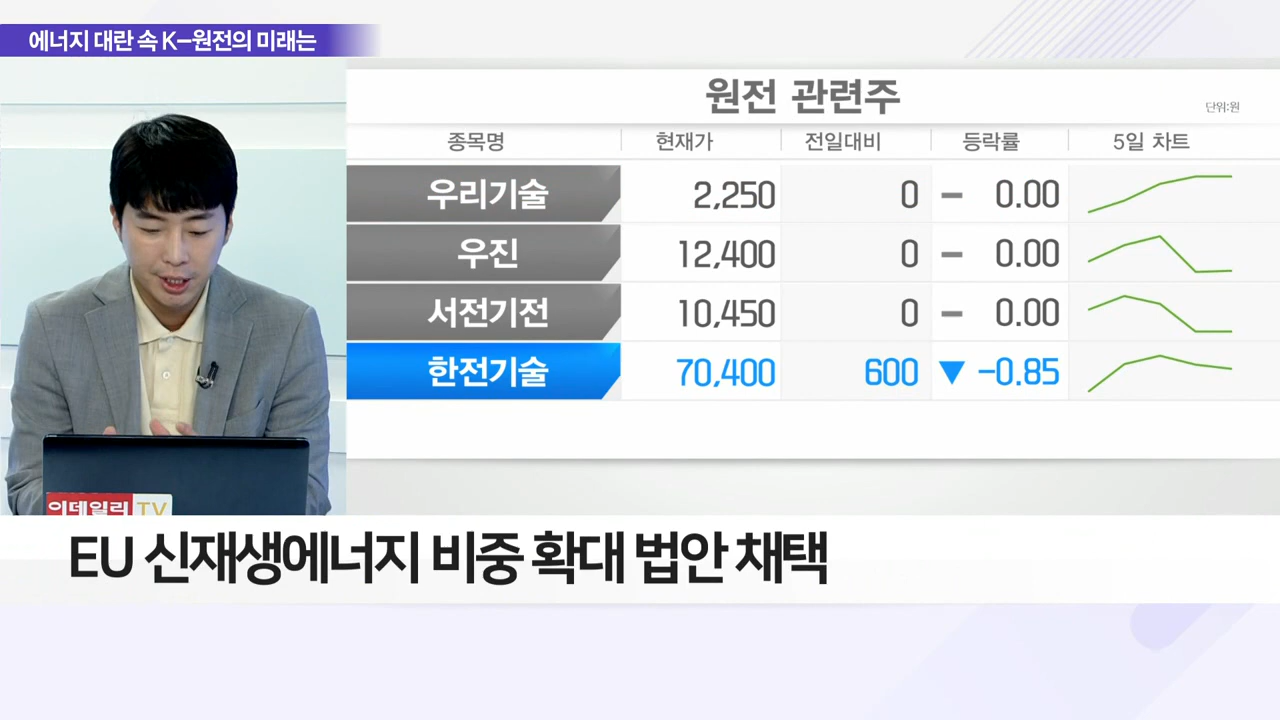 에너지 대란 속 K-원전의 미래는
원전 관련주
단위:원
종목명 현재가 전일대비 등락률 5일 차트
우리기술 2,250 0 - 0.00
우진 12,400 0 - 0.00
서전기전 10,450 0 - 0.00
한전기술 70,400 600 ▼ -0.85
이데일리 TV
EU 신재생에너지 비중 확대 법안 채택